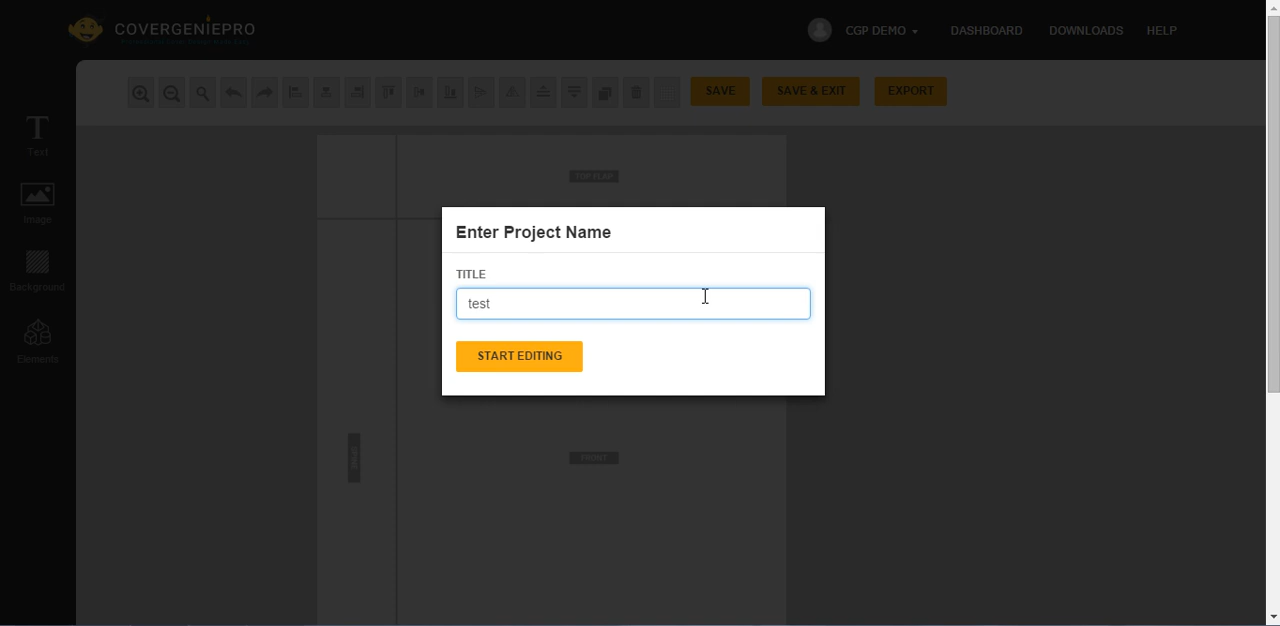 COVERGENIEPRO
CGP DEMO
DASHBOARD
DOWNLOADS
HELP
SAVE
SAVE & EXIT
EXPORT
Text
Image
Background
Elements
TOP FLAP
Enter Project Name
TITLE
test
START EDITING
FRONT